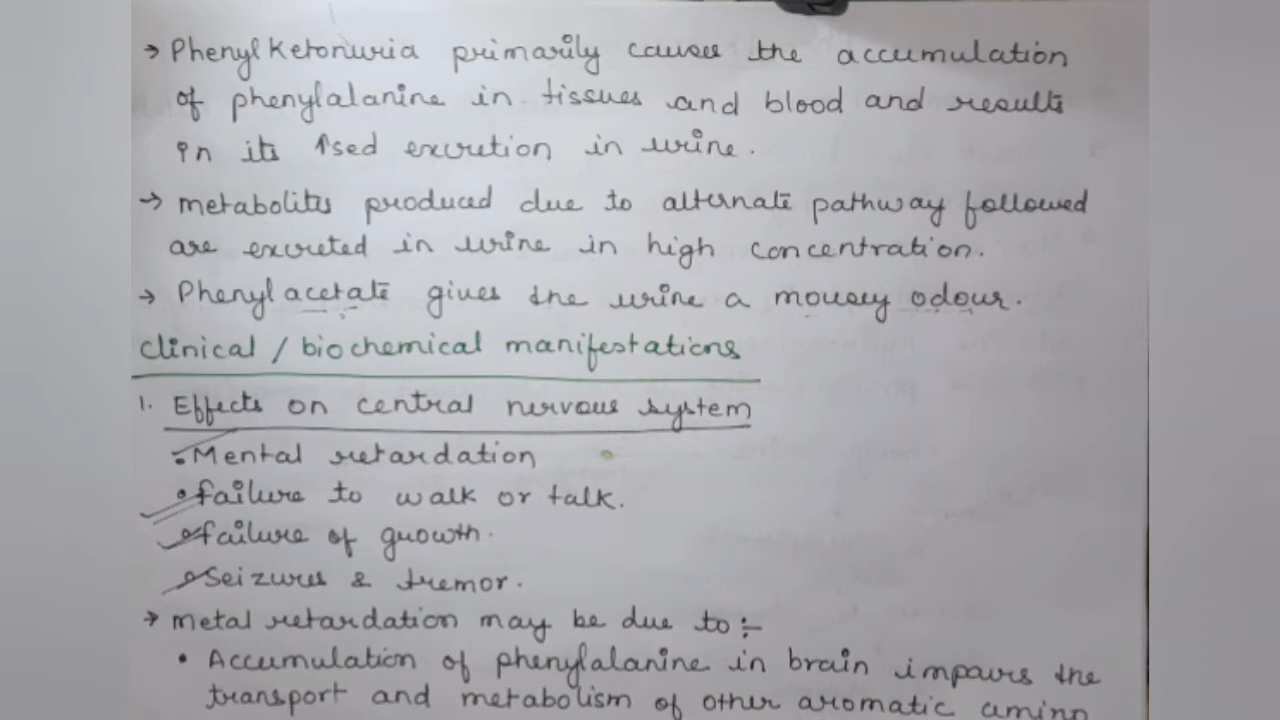 → Phenylketonuria primarily causes the accumulation
of phenylalanine in tissues and blood and results
in its ↑sed excretion in urine.
→ metabolites produced due to alternate pathway followed
are excreted in urine in high concentration.
→ Phenylacetate gives the urine a mousey odour.
clinical / biochemical manifestations
1. Effects on central nervous system
• Mental retardation
• failure to walk or talk.
• failure of growth.
• Seizures & tremor.
→ metal retardation may be due to :-
• Accumulation of phenylalanine in brain impairs the
transport and metabolism of other aromatic amino